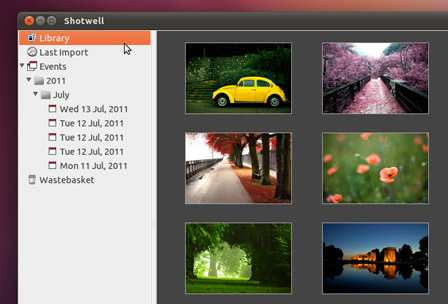 Shotwell
Library
Last Import
Events
2011
July
Wed 13 Jul, 2011
Tue 12 Jul, 2011
Tue 12 Jul, 2011
Tue 12 Jul, 2011
Mon 11 Jul, 2011
Wastebasket